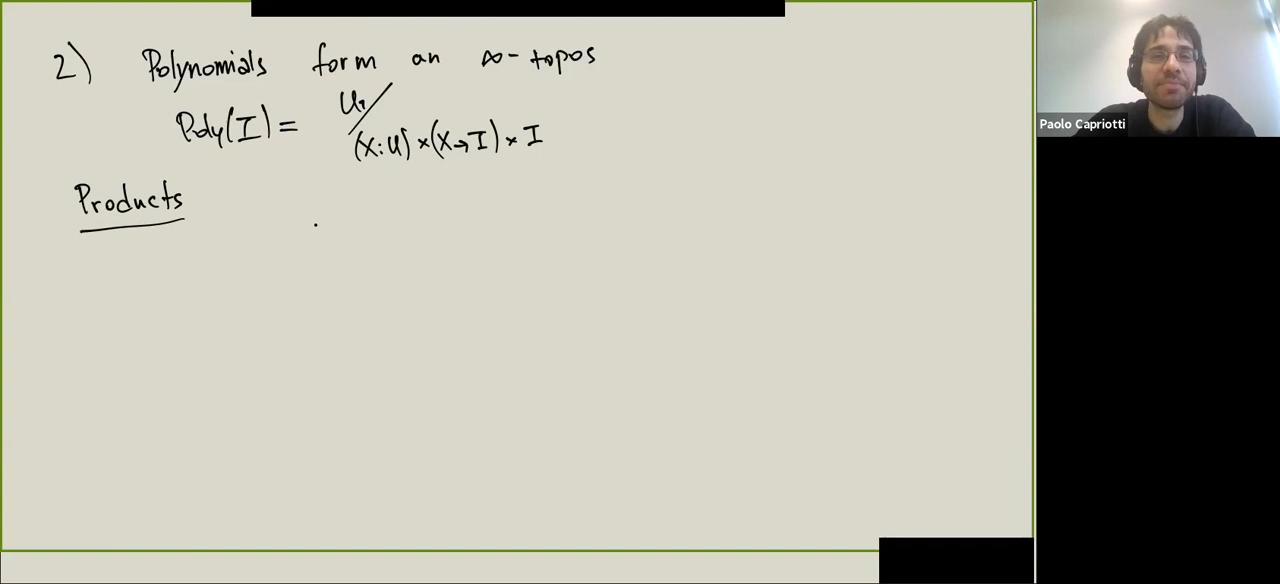 2) Polynomials form an ∞-topos
Poly(I) = U₁/(X:U)×(X→I)×I
Products
Paolo Capriotti